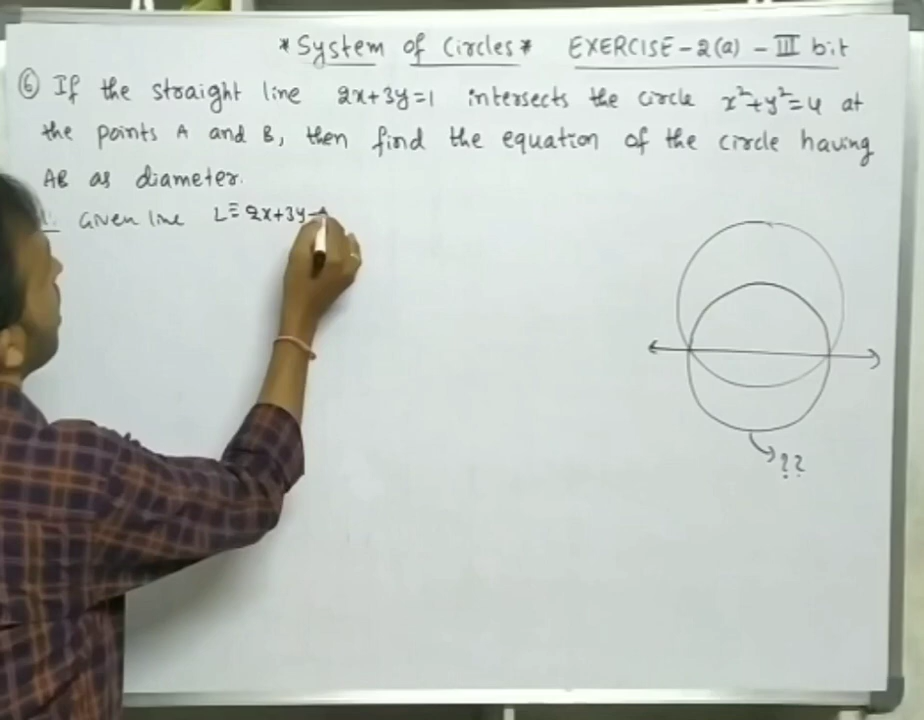 *System of Circles* EXERCISE-2(a) - III bit
⑥ If the straight line 2x+3y=1 intersects the circle x²+y²=4 at
the points A and B, then find the equation of the circle having
AB as diameter.
Given line L≡2x+3y-
??